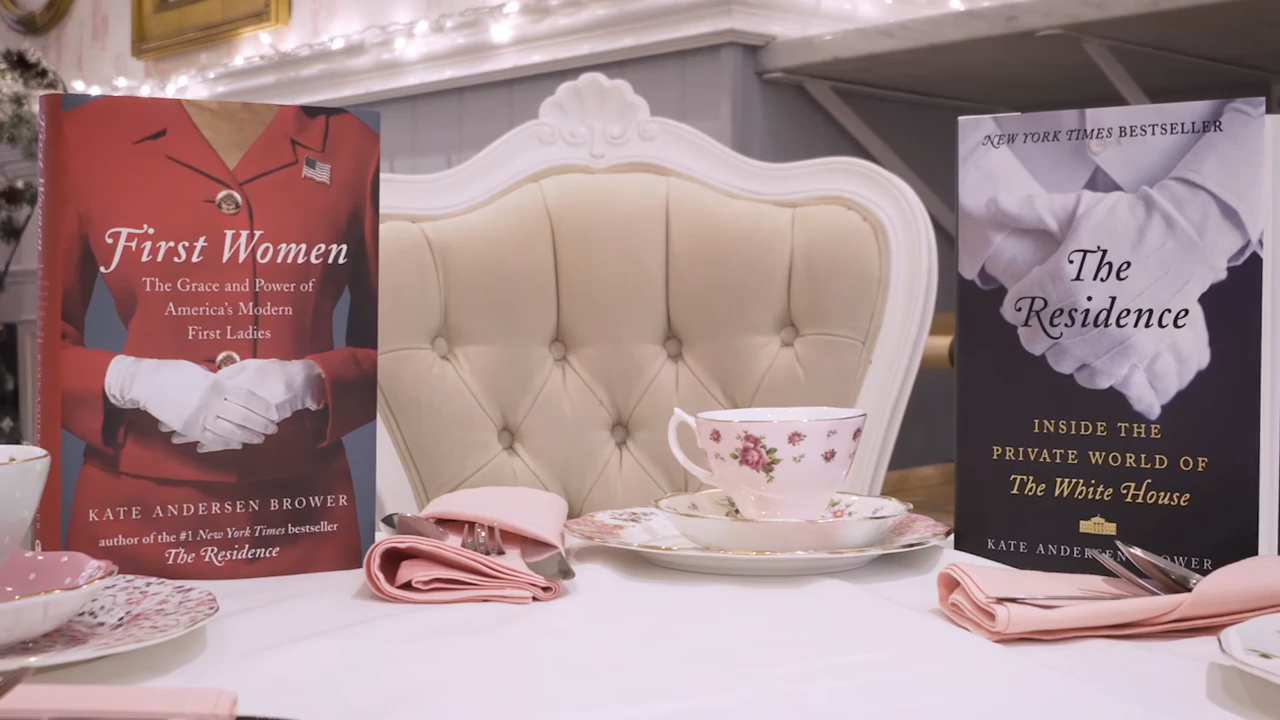 First Women
The Grace and Power of
America's Modern
First Ladies
KATE ANDERSEN BROWER
author of the #1 New York Times bestseller
The Residence
NEW YORK TIMES BESTSELLER
The
Residence
INSIDE THE
PRIVATE WORLD OF
The White House
KATE